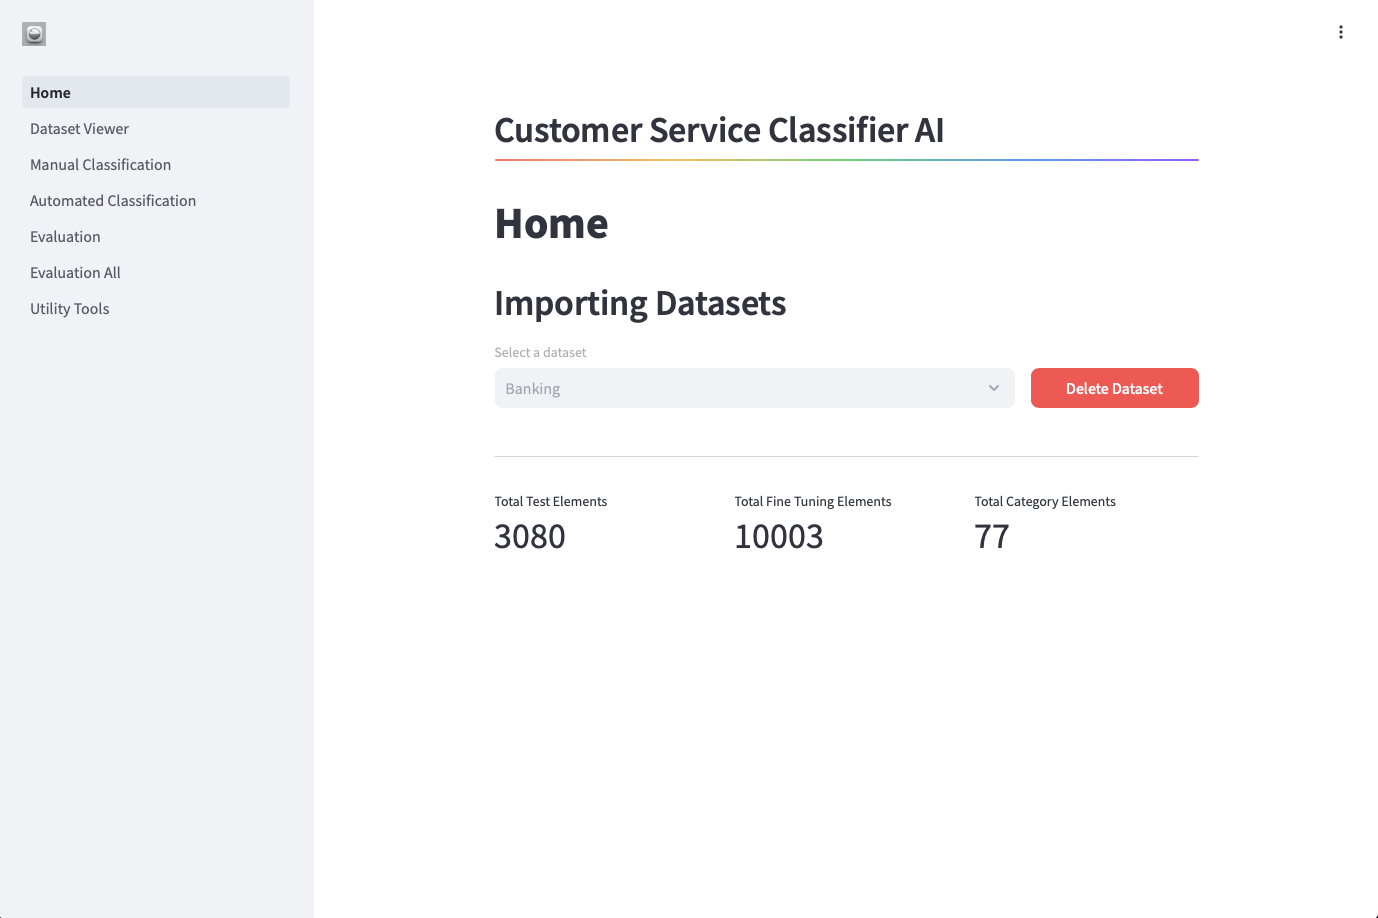 Home
Dataset Viewer
Manual Classification
Automated Classification
Evaluation
Evaluation All
Utility Tools
Customer Service Classifier AI
Home
Importing Datasets
Select a dataset
Banking
Delete Dataset
Total Test Elements
3080
Total Fine Tuning Elements
10003
Total Category Elements
77